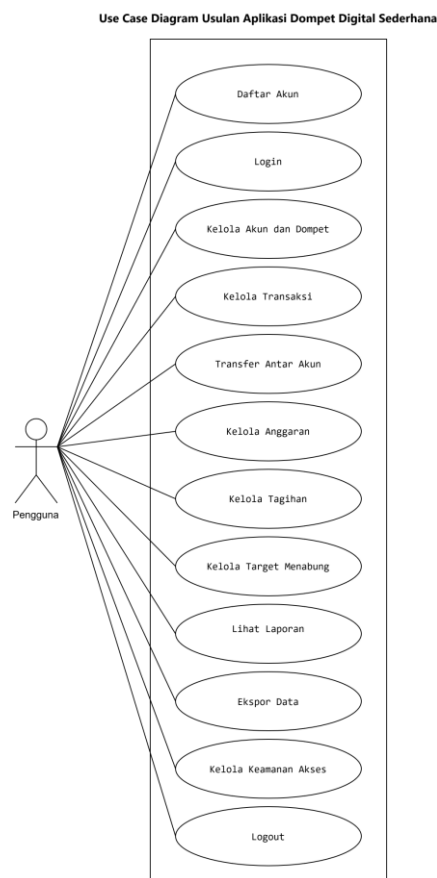 Use Case Diagram Usulan Aplikasi Dompet Digital Sederhana
Daftar Akun
Login
Kelola Akun dan Dompet
Kelola Transaksi
Transfer Antar Akun
Kelola Anggaran
Kelola Tagihan
Pengguna
Kelola Target Menabung
Lihat Laporan
Ekspor Data
Kelola Keamanan Akses
Logout